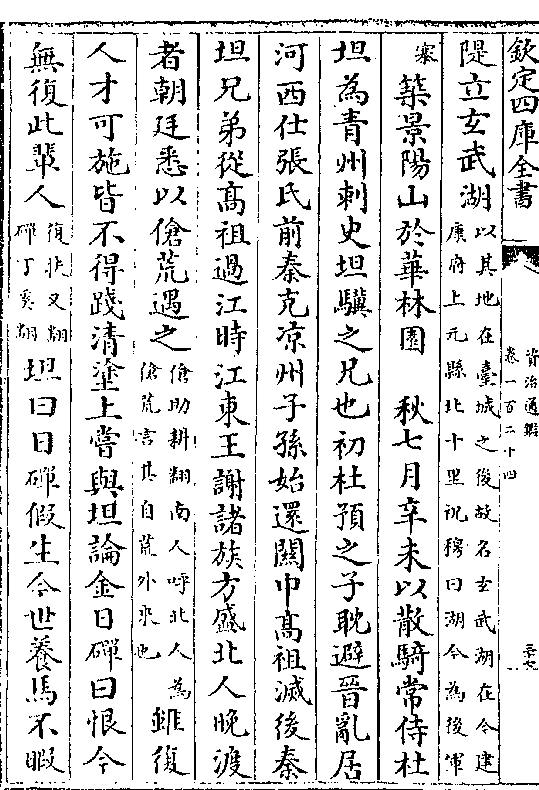 欽定四庫全書
資治通鑑
卷一百二十四
隄立玄武湖以其地在臺城之後故名玄武湖在今建
康府上元縣北十里祝穆曰湖今為後軍
寨築景陽山於華林園 秋七月辛未以散騎常侍杜
坦為青州刺史坦驥之兄也初杜預之子耽避晉亂居
河西仕張氏前秦克凉州子孫始還關中高祖滅後秦
坦兄弟從高祖過江時江東王謝諸族方盛北人晚渡
者朝廷悉以傖荒遇之傖助耕翻南人呼北人為
傖荒言其自荒外來也雖復
人才可施皆不得踐清塗上嘗與坦論金日磾曰恨今
無復此輩人復扶又翻
磾丁奚翻坦曰日磾假生今世養馬不暇